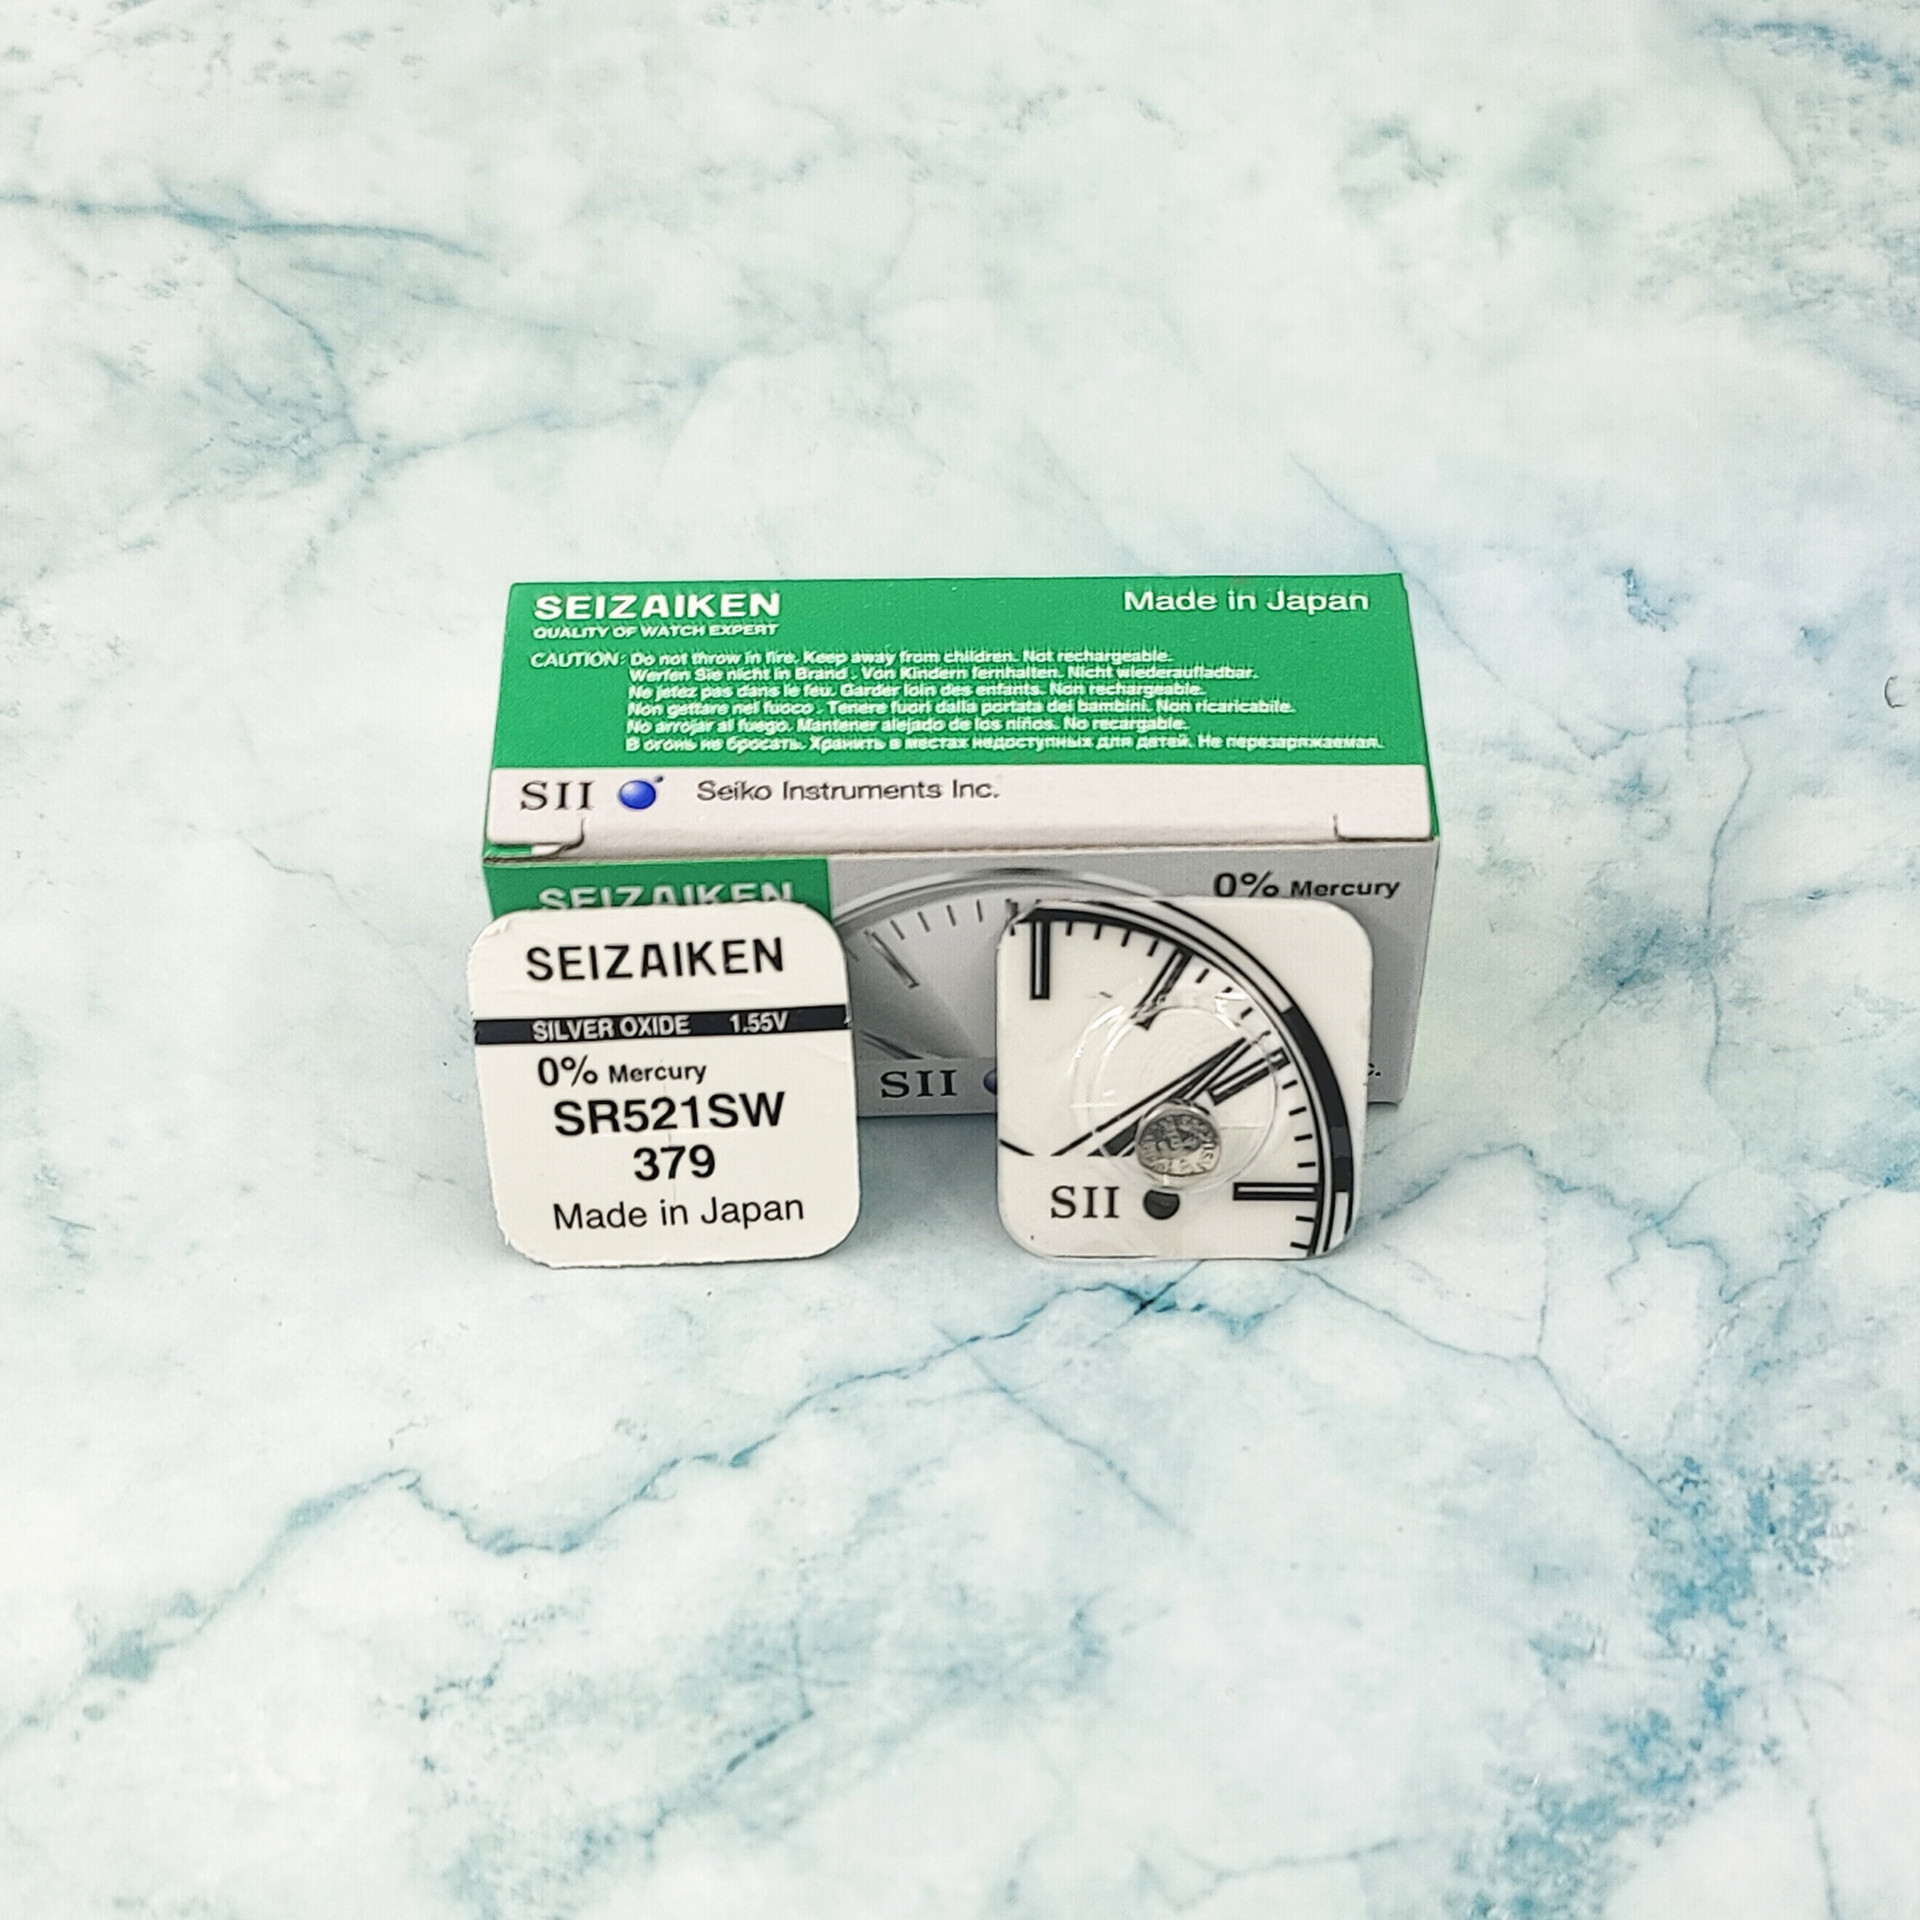 SEIZAIKEN
Made in Japan
QUALITY OF WATCH EXPERT
CAUTION: Do not throw in fire. Keep away from children. Not rechargeable.
Werfen Sie nicht in Brand. Von Kindern fernhalten. Nicht wiederaufladbar.
Ne jetez pas dans le feu. Garder loin des enfants. Non rechargeable.
Non gettare nel fuoco. Tenere fuori dalla portata dei bambini. Non ricaricabile.
No arrojar al fuego. Mantener alejado de los niños. No recargable.
В огонь не бросать. Хранить в местах недоступных для детей. Не перезаряжаемая.
SII Seiko Instruments Inc.
SEIZAIKEN
0% Mercury
SII
SEIZAIKEN
SILVER OXIDE 1.55V
0% Mercury
SR521SW
379
Made in Japan
SII